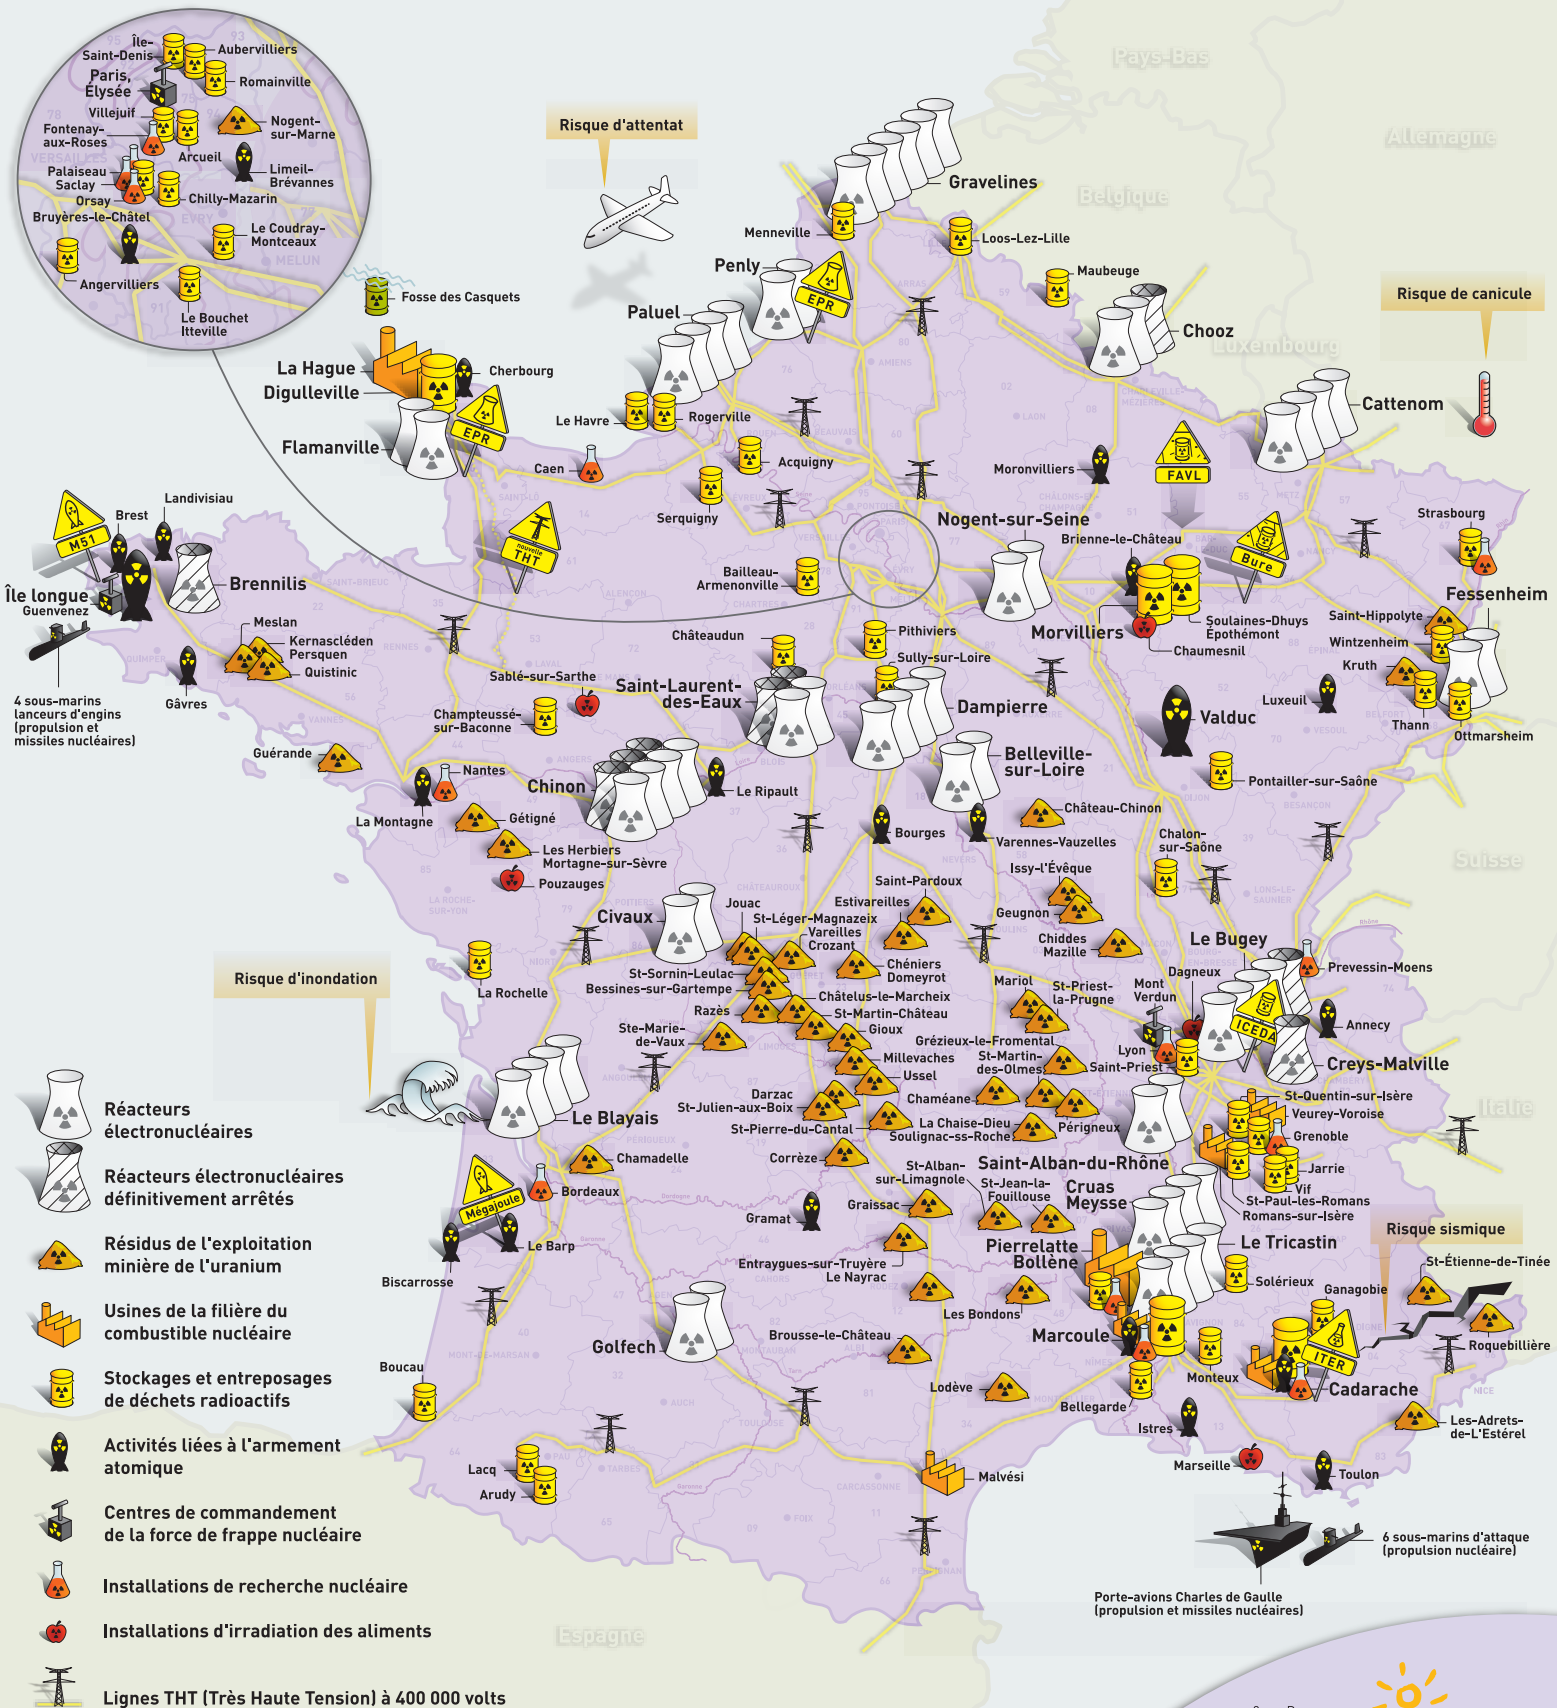 Île-
Saint-Denis
Aubervilliers
Paris,
Élysée
Romainville
Villejuif
Nogent-
sur-Marne
Fontenay-
aux-Roses
Arcueil
Limeil-
Brévannes
Palaiseau
Saclay
Orsay
Chilly-Mazarin
Bruyères-le-Châtel
Le Coudray-
Montceaux
Angervilliers
Le Bouchet
Itteville
VERSAILLES
EVRY
MELUN
Risque d'attentat
Pays-Bas
Allemagne
Belgique
Luxembourg
Gravelines
Menneville
Loos-Lez-Lille
Maubeuge
Penly
EPR
Paluel
Chooz
Risque de canicule
Fosse des Casquets
La Hague
Digulleville
Cherbourg
EPR
Flamanville
Le Havre
Rogerville
Cattenom
Caen
Acquigny
Serquigny
Moronvilliers
FAVL
Landivisiau
Brest
M51
nouvelle
THT
Nogent-sur-Seine
Brienne-le-Château
Bure
Strasbourg
Brennilis
Île longue
Guenvenez
Bailleau-
Armenonville
Fessenheim
Meslan
Kernascléden
Persquen
Quistinic
Châteaudun
Pithiviers
Morvilliers
Soulaines-Dhuys
Épothémont
Chaumesnil
Saint-Hippolyte
Wintzenheim
Kruth
Gâvres
4 sous-marins
lanceurs d'engins
(propulsion et
missiles nucléaires)
Sablé-sur-Sarthe
Sully-sur-Loire
Saint-Laurent-
des-Eaux
Dampierre
Champteussé-
sur-Baconne
Valduc
Luxeuil
Thann
Ottmarsheim
Guérande
Belleville-
sur-Loire
Nantes
Chinon
Le Ripault
Pontailler-sur-Saône
La Montagne
Gétigné
Château-Chinon
Bourges
Varennes-Vauzelles
Chalon-
sur-Saône
Les Herbiers
Mortagne-sur-Sèvre
Pouzauges
Suisse
Issy-l'Évêque
Saint-Pardoux
Jouac
Estivareilles
Geugnon
Civaux
St-Léger-Magnazeix
Vareilles
Crozant
Chiddes
Mazille
Le Bugey
Chéniers
Domeyrot
Dagneux
Prevessin-Moens
Risque d'inondation
St-Sornin-Leulac
Bessines-sur-Gartempe
La Rochelle
Mariol
St-Priest-
la-Prugne
Mont
Verdun
Razès
Châtelus-le-Marcheix
St-Martin-Château
Gioux
Ste-Marie-
de-Vaux
ICEDA
Annecy
Grézieux-le-Fromental
Lyon
Millevaches
St-Martin-
des-Olmes
Saint-Priest
Creys-Malville
Ussel
Réacteurs
électronucléaires
Le Blayais
Darzac
St-Julien-aux-Boix
Chaméane
St-Quentin-sur-Isère
Veurey-Voroise
Italie
St-Pierre-du-Cantal
La Chaise-Dieu
Soulignac-ss-Roche
Périgneux
Grenoble
Chamadelle
Corrèze
Saint-Alban-du-Rhône
Jarrie
Vif
Réacteurs électronucléaires
définitivement arrêtés
Mégajoule
Bordeaux
St-Alban-
sur-Limagnole
St-Jean-la-
Fouillouse
Cruas
Meysse
St-Paul-les-Romans
Romans-sur-Isère
Gramat
Graissac
Risque sismique
Le Barp
Résidus de l'exploitation
minière de l'uranium
Pierrelatte
Bollène
Le Tricastin
Biscarrosse
Entraygues-sur-Truyère
Le Nayrac
St-Étienne-de-Tinée
Solérieux
Ganagobie
Les Bondons
Usines de la filière du
combustible nucléaire
Golfech
Brousse-le-Château
Marcoule
ITER
Roquebillière
Boucau
Monteux
Cadarache
Stockages et entreposages
de déchets radioactifs
Lodève
Bellegarde
Istres
Les-Adrets-
de-L'Estérel
Activités liées à l'armement
atomique
Lacq
Arudy
Malvési
Marseille
Toulon
Centres de commandement
de la force de frappe nucléaire
6 sous-marins d'attaque
(propulsion nucléaire)
Installations de recherche nucléaire
Porte-avions Charles de Gaulle
(propulsion et missiles nucléaires)
Installations d'irradiation des aliments
Espagne
Lignes THT (Très Haute Tension) à 400 000 volts